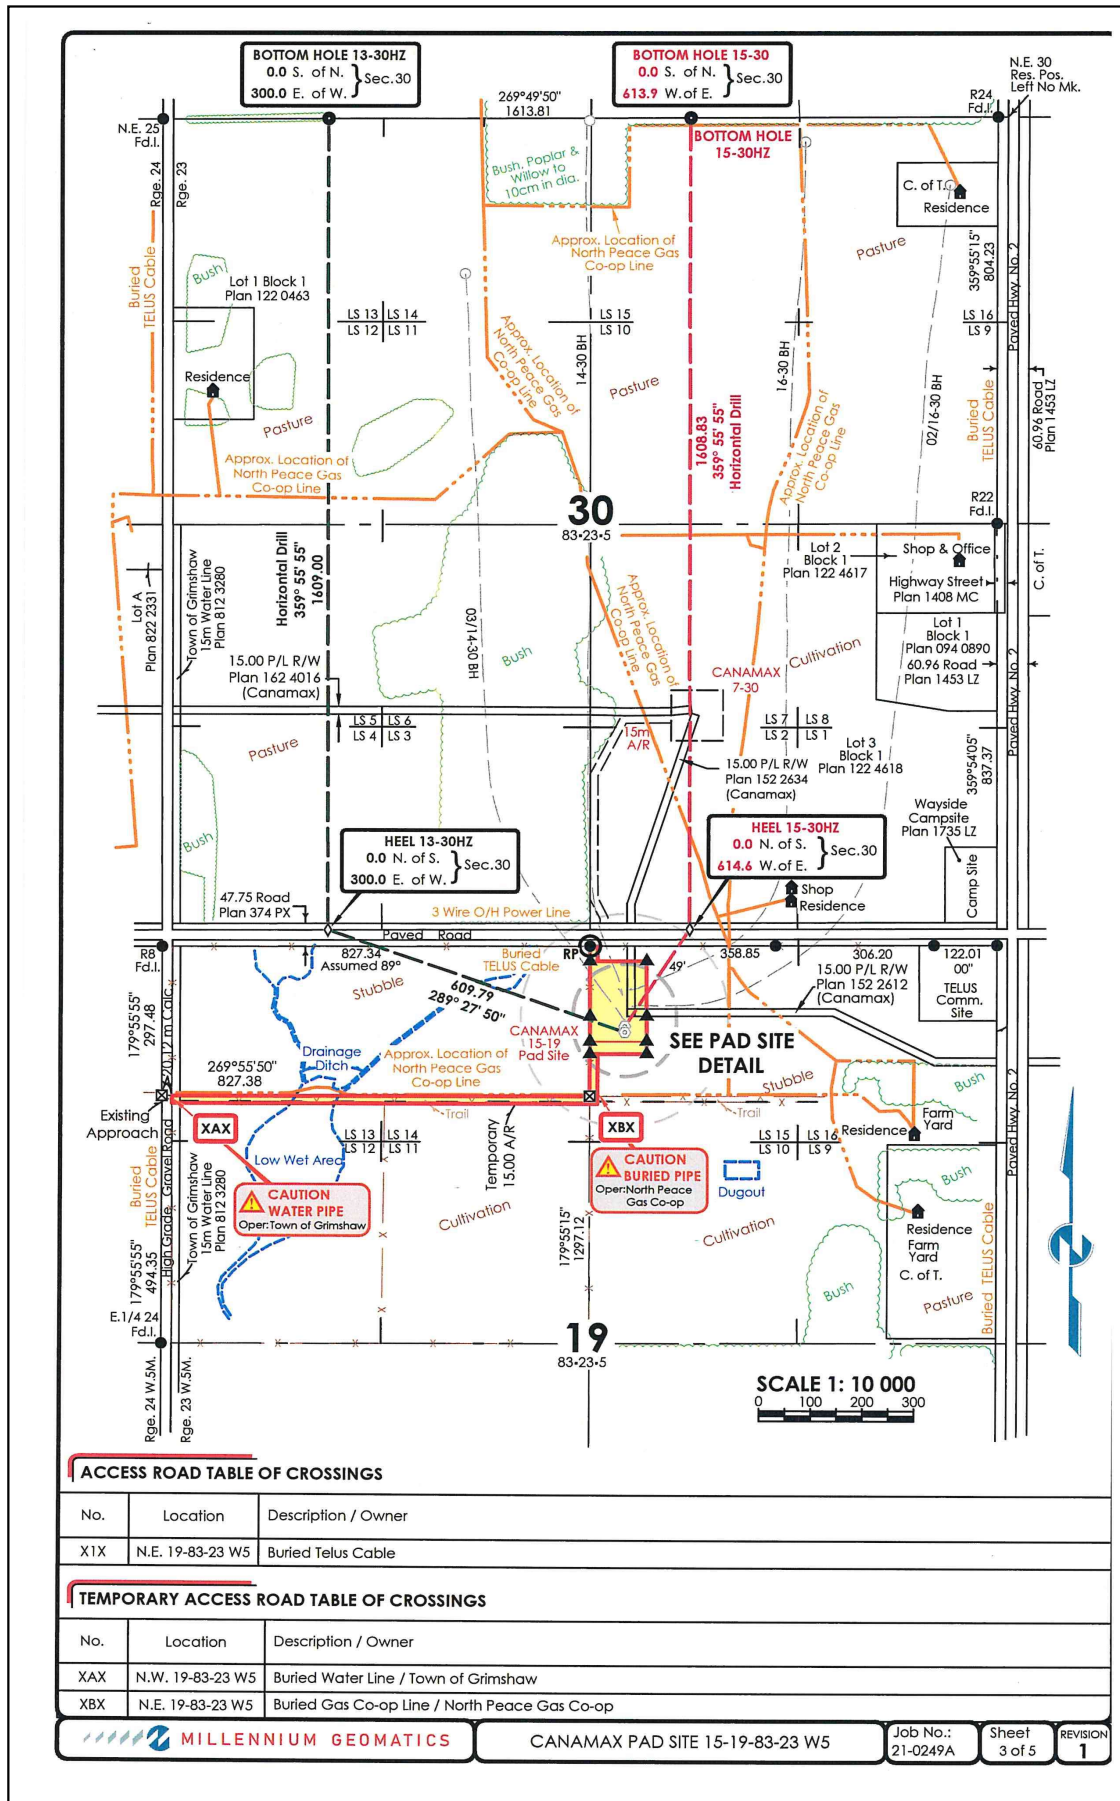 BOTTOM HOLE 13-30HZ
0.0 S. of N.
300.0 E. of W.
Sec.30
BOTTOM HOLE 15-30
0.0 S. of N.
613.9 W. of E.
Sec.30
N.E. 30
Res. Pos.
Left No Mk.
R24
Fd.I.
269°49'50"
1613.81
N.E. 25
Fd.I.
BOTTOM HOLE
15-30HZ
Rge. 24
Rge. 23
Bush, Poplar &
Willow to
10cm in dia.
C. of T.
Residence
Approx. Location of
North Peace Gas
Co-op Line
Pasture
359°55'15"
804.23
Paved Hwy. No. 2
Buried
TELUS Cable
Bush
Lot 1 Block 1
Plan 122 0463
LS 13 LS 14
LS 12 LS 11
LS 15
LS 10
LS 16
LS 9
Approx. Location of
North Peace Gas
Co-op Line
14-30 BH
16-30 BH
02/16-30 BH
Residence
Pasture
Pasture
1608.83
359° 55' 55"
Horizontal Drill
Approx. Location of
North Peace Gas
Co-op Line
Buried
TELUS Cable
60.96 Road
Plan 1453 LZ
Approx. Location of
North Peace Gas
Co-op Line
R22
Fd.I.
30
83-23-5
Lot 2
Block 1
Plan 122 4617
Shop & Office
Highway Street
Plan 1408 MC
C. of T.
Lot A
Plan 822 2331
Town of Grimshaw
15m Water Line
Plan 812 3280
Horizontal Drill
359° 55' 55"
1609.00
03/14-30 BH
Approx. Location of
North Peace Gas
Co-op Line
Lot 1
Block 1
Plan 094 0890
60.96 Road
Plan 1453 LZ
Bush
15.00 P/L R/W
Plan 162 4016
(Canamax)
CANAMAX
7-30
Cultivation
LS 5 LS 6
LS 4 LS 3
15m
A/R
LS 7 LS 8
LS 2 LS 1
Paved Hwy. No. 2
Pasture
15.00 P/L R/W
Plan 152 2634
(Canamax)
Lot 3
Block 1
Plan 122 4618
359°54'05"
837.37
Wayside
Campsite
Plan 1735 LZ
Camp Site
Bush
HEEL 13-30HZ
0.0 N. of S.
300.0 E. of W.
Sec.30
HEEL 15-30HZ
0.0 N. of S.
614.6 W. of E.
Sec.30
Shop
Residence
47.75 Road
Plan 374 PX
3 Wire O/H Power Line
Paved Road
R8
Fd.I.
827.34
Assumed 89°
Buried
TELUS Cable
RP
49'
358.85
306.20
122.01
00"
Stubble
609.79
289° 27' 50"
15.00 P/L R/W
Plan 152 2612
(Canamax)
TELUS
Comm.
Site
179°55'55"
297.48
20.12 m Calc.
CANAMAX
15-19
Pad Site
SEE PAD SITE
DETAIL
Drainage
Ditch
Approx. Location of
North Peace Gas
Co-op Line
269°55'50"
827.38
Stubble
Bush
Existing
Approach
XAX
Trail
XBX
Trail
Farm
Yard
Residence
LS 13 LS 14
LS 12 LS 11
LS 15 LS 16
LS 10 LS 9
Low Wet Area
Temporary
15.00 A/R
CAUTION
BURIED PIPE
Oper:North Peace
Gas Co-op
Dugout
Bush
Buried
TELUS Cable
High Grade Gravel Road
Town of Grimshaw
15m Water Line
Plan 812 3280
CAUTION
WATER PIPE
Oper:Town of Grimshaw
Cultivation
Cultivation
179°55'15"
1297.12
Residence
Farm
Yard
C. of T.
Pasture
Buried TELUS Cable
Paved Hwy. No. 2
179°55'55"
494.35
Bush
E.1/4 24
Fd.I.
19
83-23-5
Rge. 24 W.5M.
Rge. 23 W.5M.
SCALE 1: 10 000
0 100 200 300
ACCESS ROAD TABLE OF CROSSINGS
No. Location Description / Owner
X1X N.E. 19-83-23 W5 Buried Telus Cable
TEMPORARY ACCESS ROAD TABLE OF CROSSINGS
No. Location Description / Owner
XAX N.W. 19-83-23 W5 Buried Water Line / Town of Grimshaw
XBX N.E. 19-83-23 W5 Buried Gas Co-op Line / North Peace Gas Co-op
MILLENNIUM GEOMATICS
CANAMAX PAD SITE 15-19-83-23 W5
Job No.:
21-0249A
Sheet
3 of 5
REVISION
1